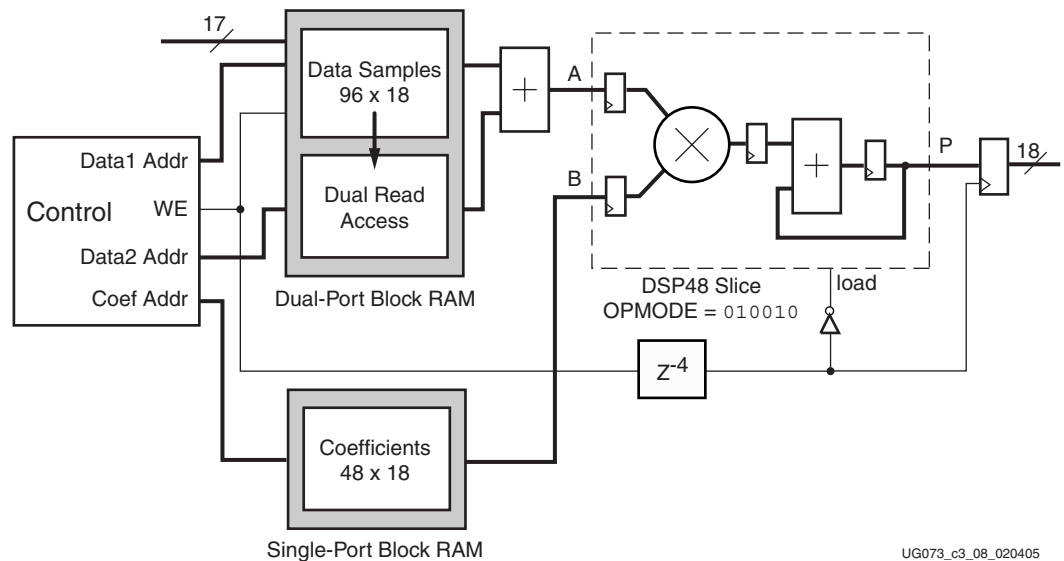 17
Data Samples
96 x 18
+
A
Data1 Addr
Control
WE
Data2 Addr
Coef Addr
Dual Read
Access
B
+
P
18
Dual-Port Block RAM
DSP48 Slice
OPMODE = 010010
load
Z-4
Coefficients
48 x 18
Single-Port Block RAM
UG073_c3_08_020405